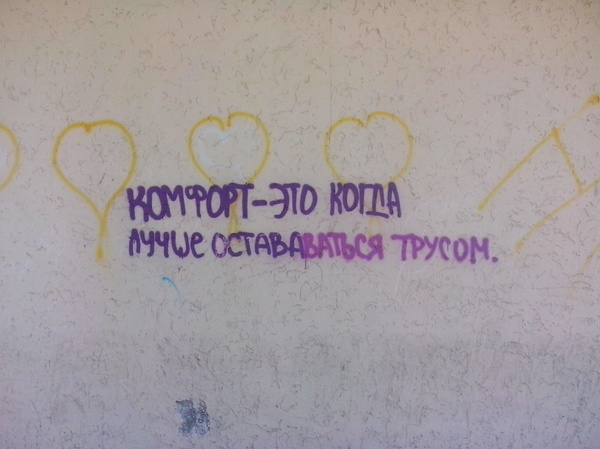 КОМФОРТ-ЭТО КОГДА
ЛУЧШЕ ОСТАВАВАТЬСЯ ТРУСОМ.